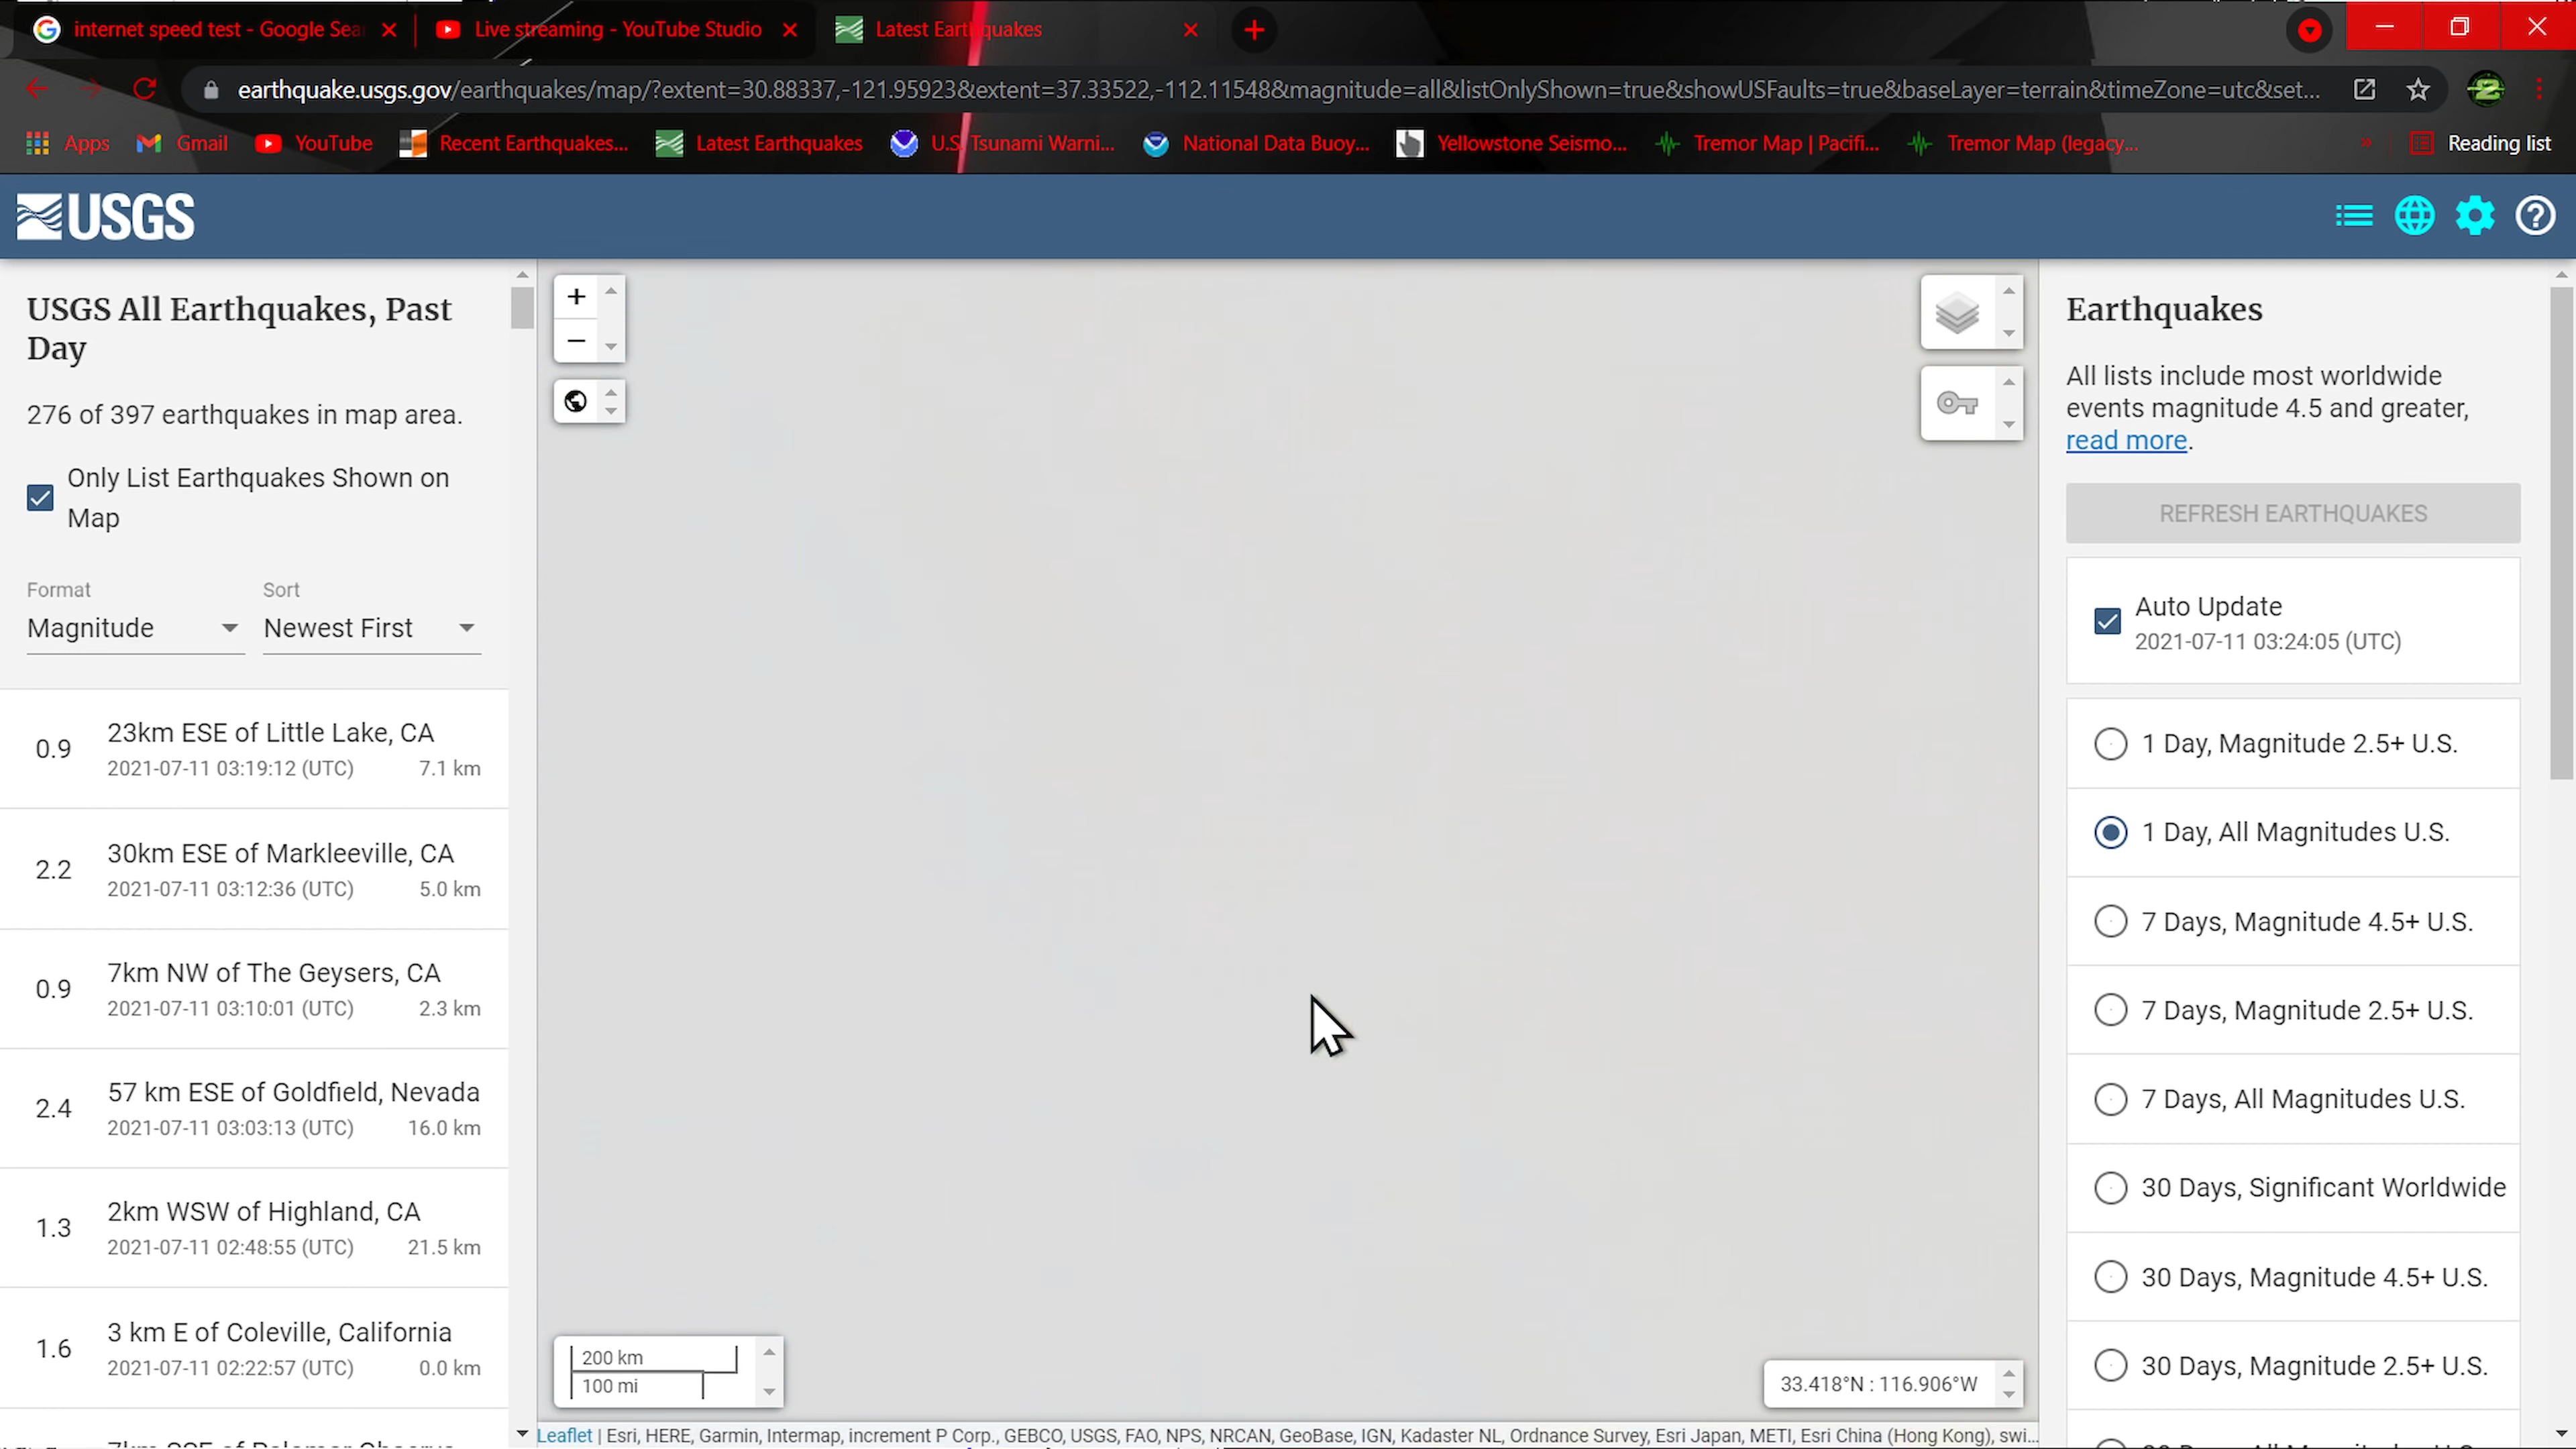 internet speed test - Google Sear
Live streaming - YouTube Studio
Latest Earthquakes
earthquake.usgs.gov/earthquakes/map/?extent=30.88337,-121.95923&extent=37.33522,-112.11548&magnitude=all&listOnlyShown=true&showUSFaults=true&baseLayer=terrain&timeZone=utc&set...
Apps
Gmail
YouTube
Recent Earthquakes...
Latest Earthquakes
U.S. Tsunami Warni...
National Data Buoy...
Yellowstone Seismo...
Tremor Map | Pacifi...
Tremor Map (legacy...
»
Reading list
USGS
USGS All Earthquakes, Past
Day
276 of 397 earthquakes in map area.
Only List Earthquakes Shown on
Map
Format
Sort
Magnitude
Newest First
0.9
23km ESE of Little Lake, CA
2021-07-11 03:19:12 (UTC)
7.1 km
2.2
30km ESE of Markleeville, CA
2021-07-11 03:12:36 (UTC)
5.0 km
0.9
7km NW of The Geysers, CA
2021-07-11 03:10:01 (UTC)
2.3 km
2.4
57 km ESE of Goldfield, Nevada
2021-07-11 03:03:13 (UTC)
16.0 km
1.3
2km WSW of Highland, CA
2021-07-11 02:48:55 (UTC)
21.5 km
1.6
3 km E of Coleville, California
2021-07-11 02:22:57 (UTC)
0.0 km
+
−
200 km
100 mi
33.418°N : 116.906°W
Leaflet | Esri, HERE, Garmin, Intermap, increment P Corp., GEBCO, USGS, FAO, NPS, NRCAN, GeoBase, IGN, Kadaster NL, Ordnance Survey, Esri Japan, METI, Esri China (Hong Kong), swi...
Earthquakes
All lists include most worldwide
events magnitude 4.5 and greater,
read more.
REFRESH EARTHQUAKES
Auto Update
2021-07-11 03:24:05 (UTC)
1 Day, Magnitude 2.5+ U.S.
1 Day, All Magnitudes U.S.
7 Days, Magnitude 4.5+ U.S.
7 Days, Magnitude 2.5+ U.S.
7 Days, All Magnitudes U.S.
30 Days, Significant Worldwide
30 Days, Magnitude 4.5+ U.S.
30 Days, Magnitude 2.5+ U.S.